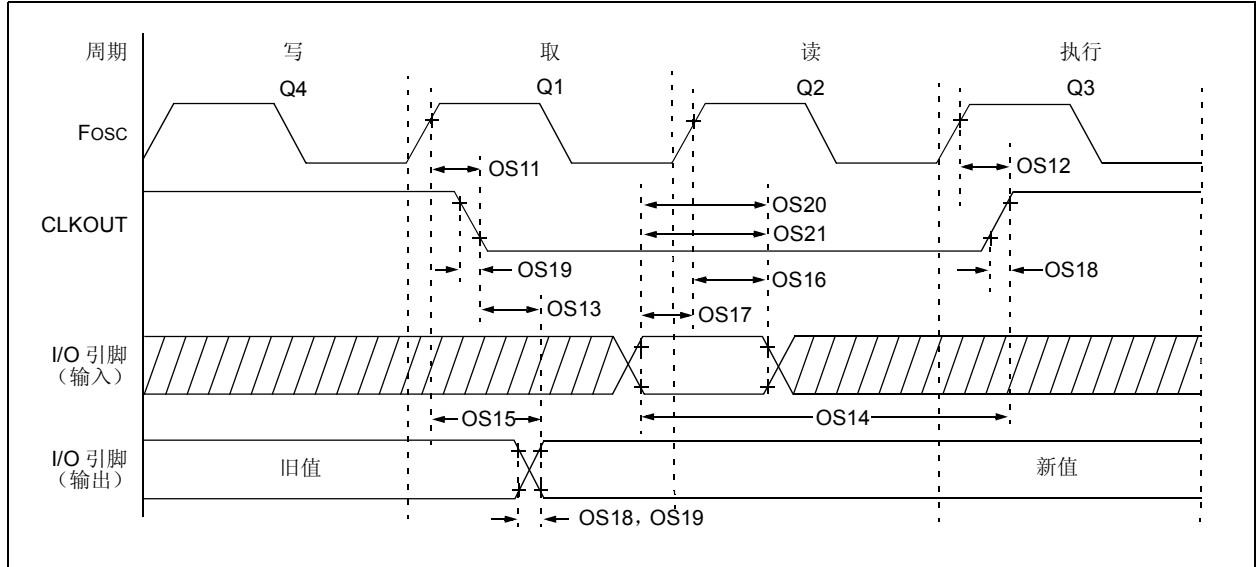 周期 写 取 读 执行
Q4 Q1 Q2 Q3
Fosc
OS11 OS12
OS20
CLKOUT
OS21
OS19 OS18
OS16
OS13 OS17
I/O 引脚
（输入）
OS15 OS14
I/O 引脚
（输出）
旧值 新值
OS18，OS19